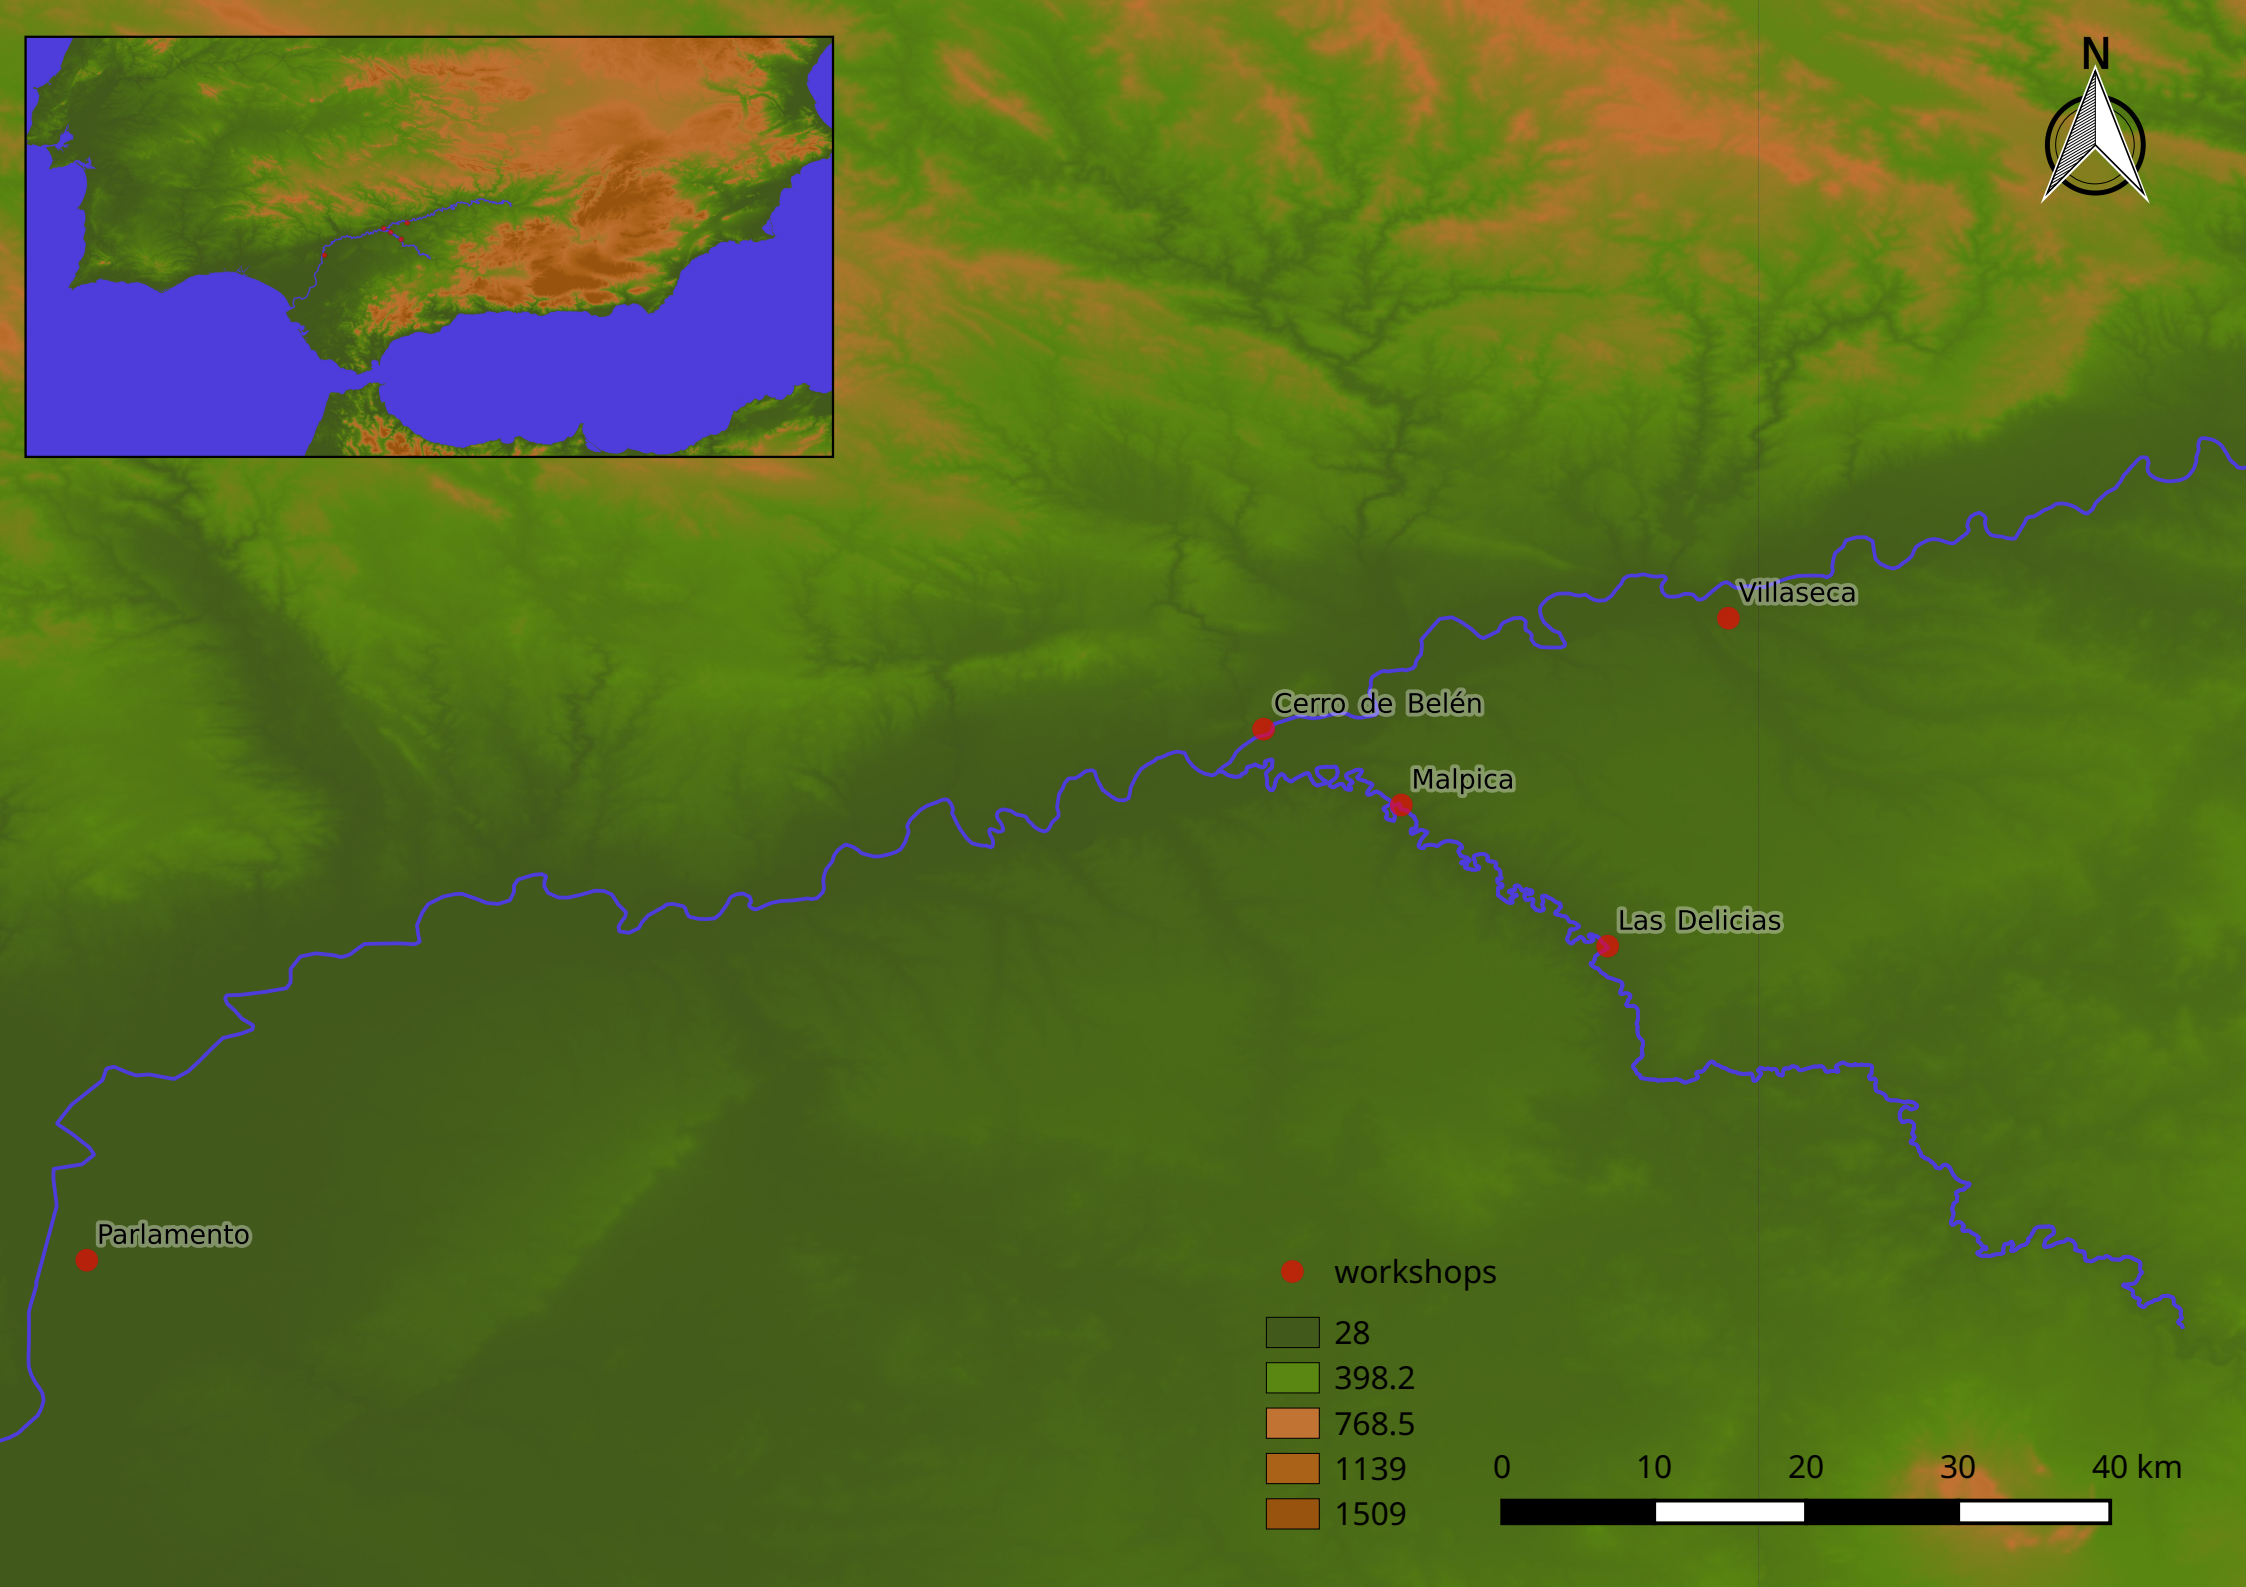 N
Villaseca
Cerro de Belén
Malpica
Las Delicias
Parlamento
workshops
28
398.2
768.5
1139
1509
0 10 20 30 40 km